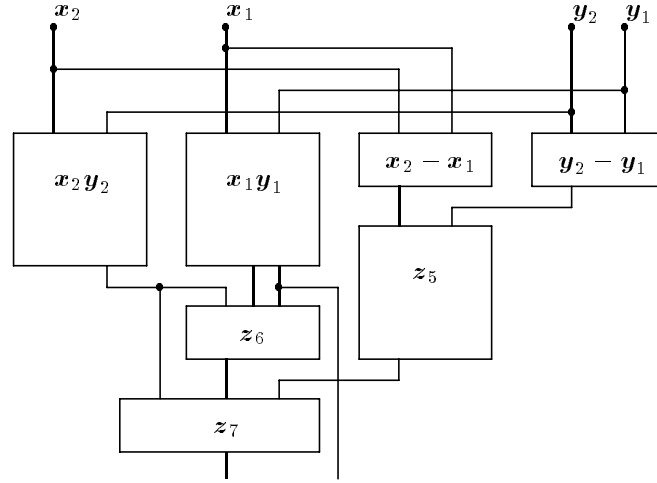 x₂ x₁ y₂ y₁
x₂y₂ x₁y₁ x₂ − x₁ y₂ − y₁
z₅
z₆
z₇